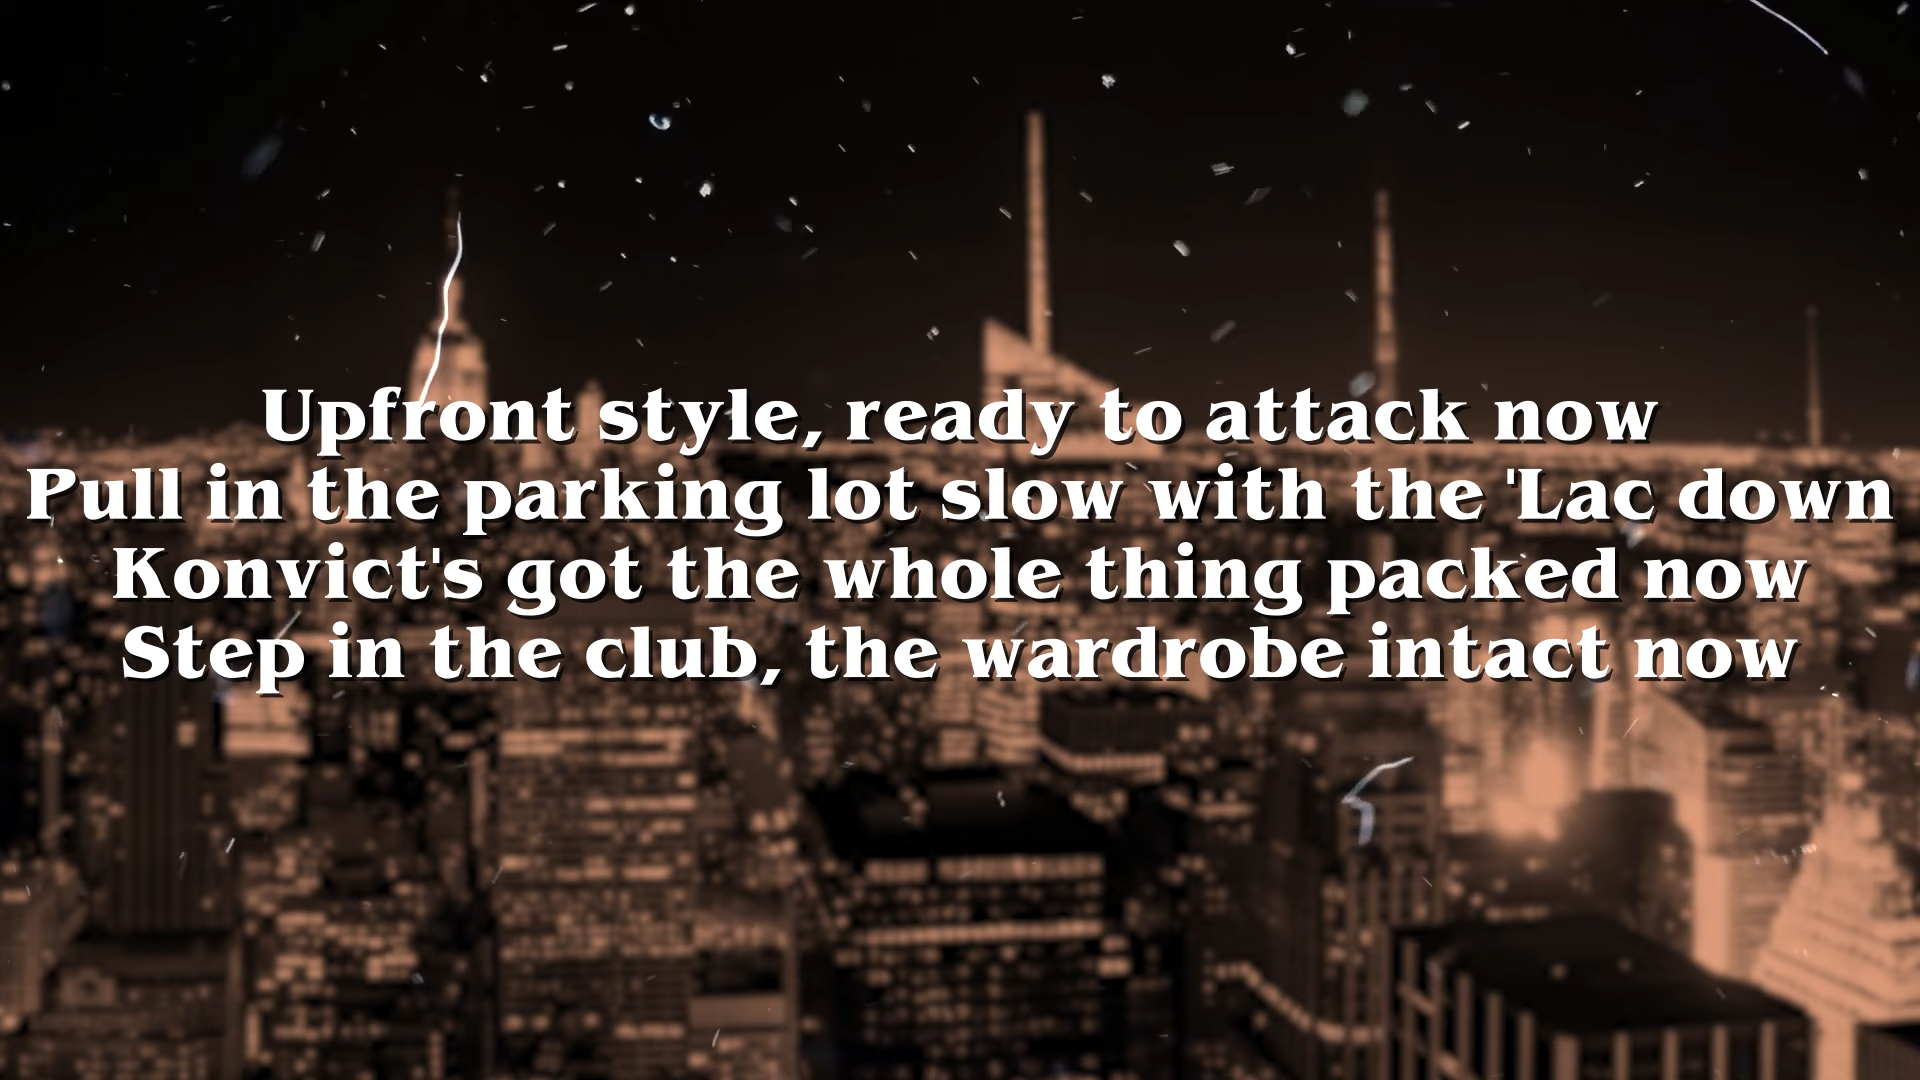 Upfront style, ready to attack now
Pull in the parking lot slow with the 'Lac down
Konvict's got the whole thing packed now
Step in the club, the wardrobe intact now